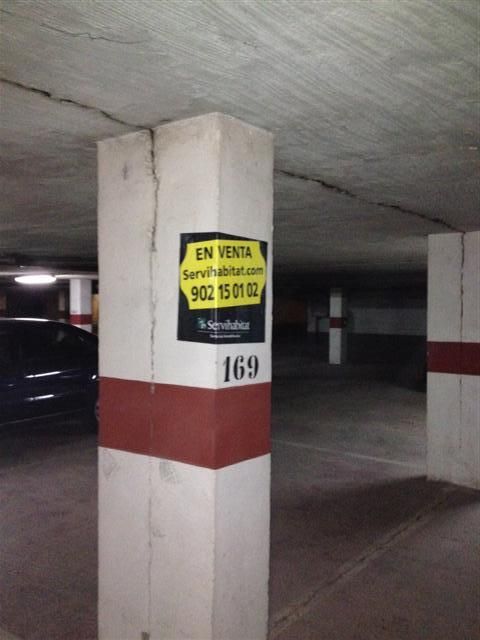 EN VENTA
Servihabitat.com
902 15 01 02
Servihabitat
169